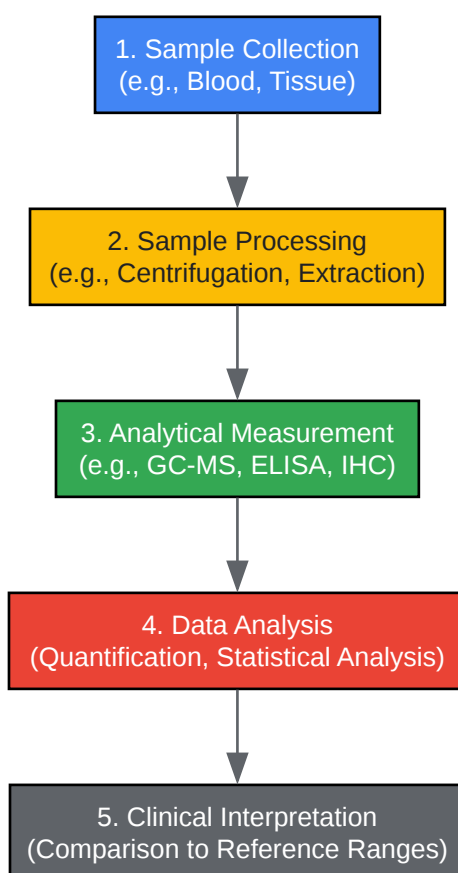 1. Sample Collection
(e.g., Blood, Tissue)
2. Sample Processing
(e.g., Centrifugation, Extraction)
3. Analytical Measurement
(e.g., GC-MS, ELISA, IHC)
4. Data Analysis
(Quantification, Statistical Analysis)
5. Clinical Interpretation
(Comparison to Reference Ranges)